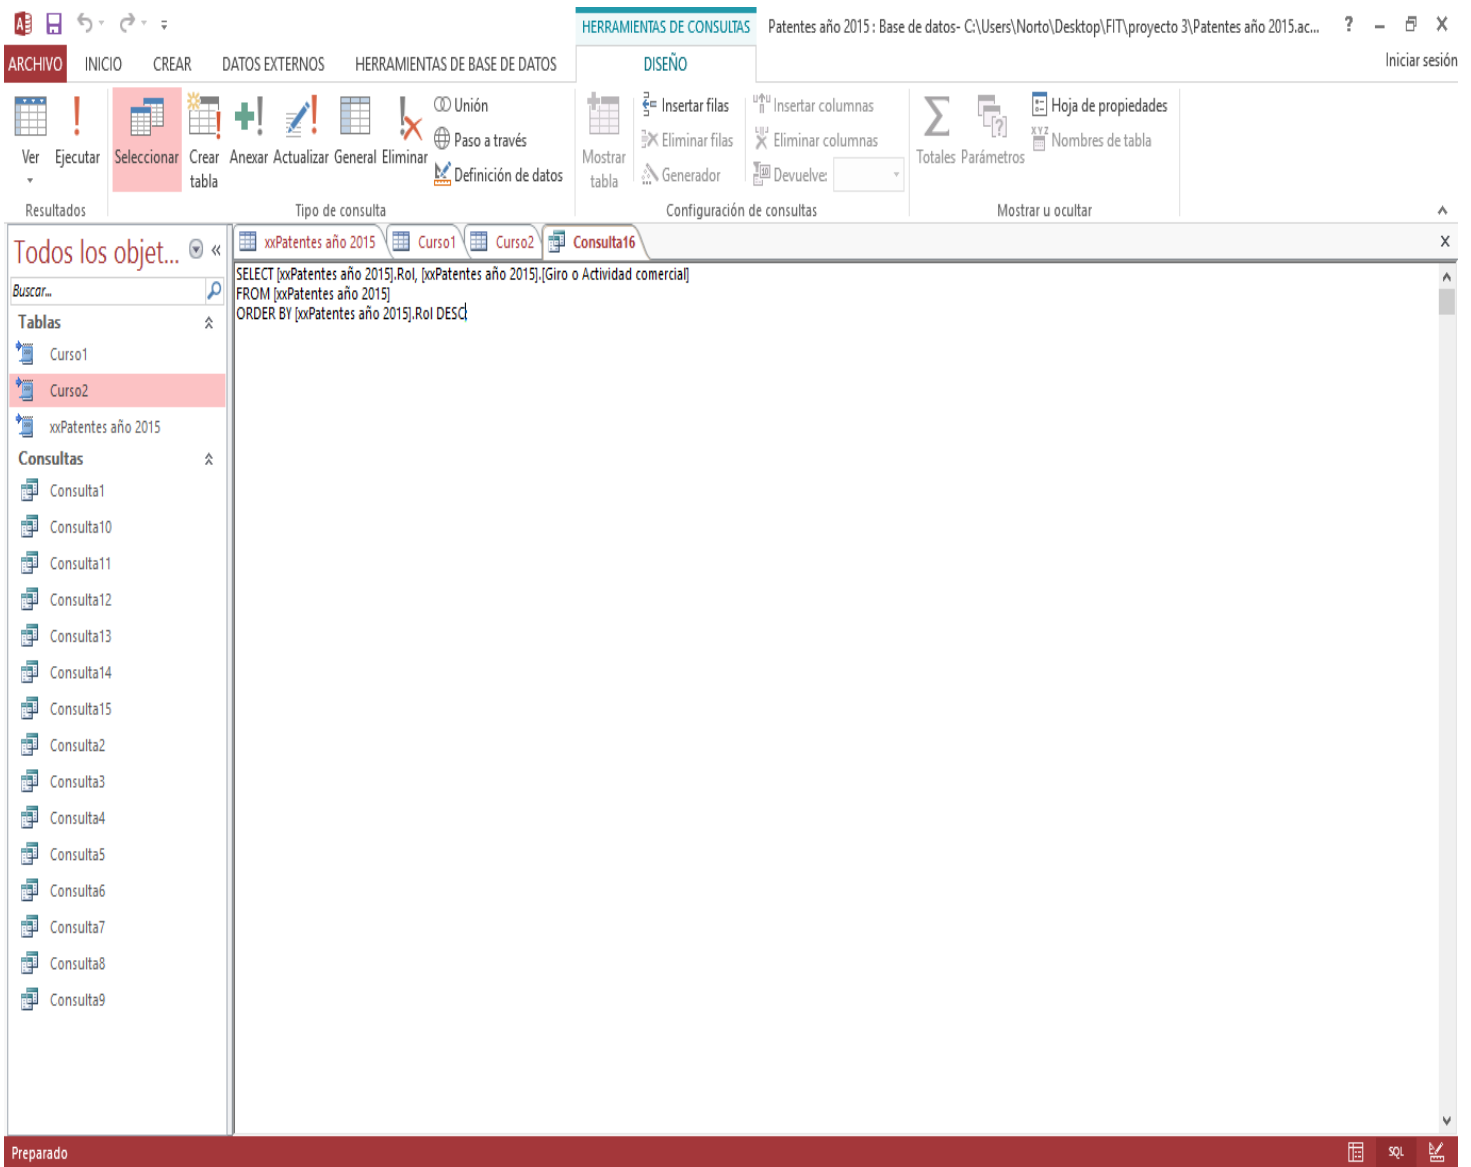 HERRAMIENTAS DE CONSULTAS
Patentes año 2015 : Base de datos- C:\Users\Norto\Desktop\FIT\proyecto 3\Patentes año 2015.ac...
?
ARCHIVO INICIO CREAR DATOS EXTERNOS HERRAMIENTAS DE BASE DE DATOS DISEÑO Iniciar sesión
Ver
Ejecutar
Seleccionar
Crear tabla
Anexar
Actualizar
General
Eliminar
Unión
Paso a través
Definición de datos
Mostrar tabla
Insertar filas
Eliminar filas
Generador
Insertar columnas
Eliminar columnas
Devuelve:
Totales
Parámetros
Hoja de propiedades
XYZ Nombres de tabla
Resultados
Tipo de consulta
Configuración de consultas
Mostrar u ocultar
Todos los objet... «
Buscar...
Tablas
Curso1
Curso2
xxPatentes año 2015
Consultas
Consulta1
Consulta10
Consulta11
Consulta12
Consulta13
Consulta14
Consulta15
Consulta2
Consulta3
Consulta4
Consulta5
Consulta6
Consulta7
Consulta8
Consulta9
xxPatentes año 2015 Curso1 Curso2 Consulta16
SELECT [xxPatentes año 2015].Rol, [xxPatentes año 2015].[Giro o Actividad comercial]
FROM [xxPatentes año 2015]
ORDER BY [xxPatentes año 2015].Rol DESC;
Preparado
SQL